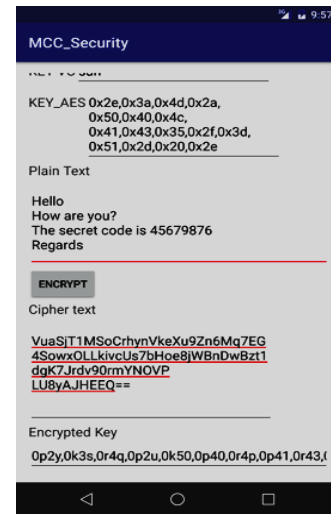 3G 9:57
MCC_Security
KEY_AES 0x2e,0x3a,0x4d,0x2a,
0x50,0x40,0x4c,
0x41,0x43,0x35,0x2f,0x3d,
0x51,0x2d,0x20,0x2e
Plain Text
Hello
How are you?
The secret code is 45679876
Regards
ENCRYPT
Cipher text
VuaSjT1MSoCrhynVkeXu9Zn6Mq7EG
4SowxOLLkivcUs7bHoe8jWBnDwBzt1
dgK7Jrdv90rmYNOVP
LU8yAJHEEQ==
Encrypted Key
0p2y,0k3s,0r4q,0p2u,0k50,0p40,0r4p,0p41,0r43,(